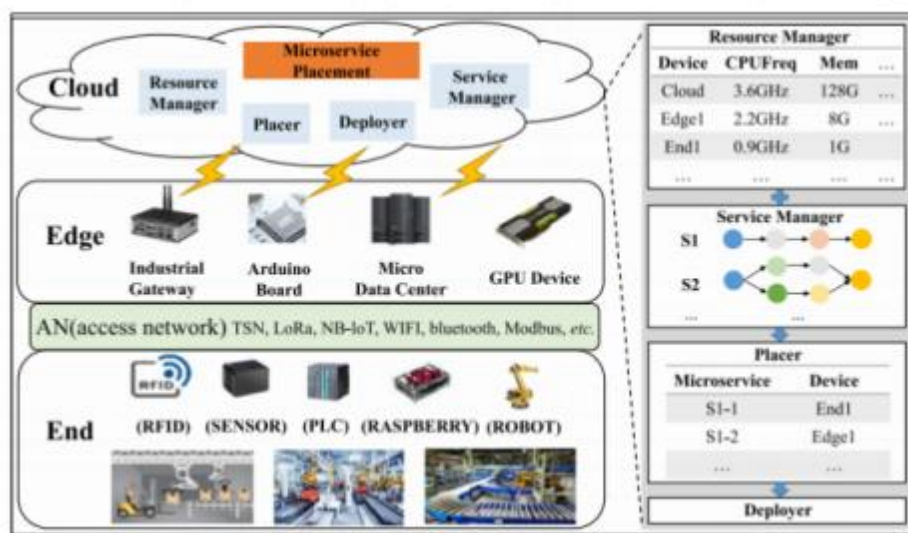 Cloud
Microservice
Placement
Resource
Manager
Service
Manager
Placer
Deployer
Edge
Industrial
Gateway
Arduino
Board
Micro
Data Center
GPU Device
AN(access network) TSN, LoRa, NB-IoT, WIFI, bluetooth, Modbus, etc.
End
RFID
(RFID) (SENSOR) (PLC) (RASPBERRY) (ROBOT)
Resource Manager
Device CPUFreq Mem ...
Cloud 3.6GHz 128G ...
Edge1 2.2GHz 8G ...
End1 0.9GHz 1G
... ... ... ...
Service Manager
S1
S2
... ...
Placer
Microservice Device
S1-1 End1
S1-2 Edge1
... ...
Deployer